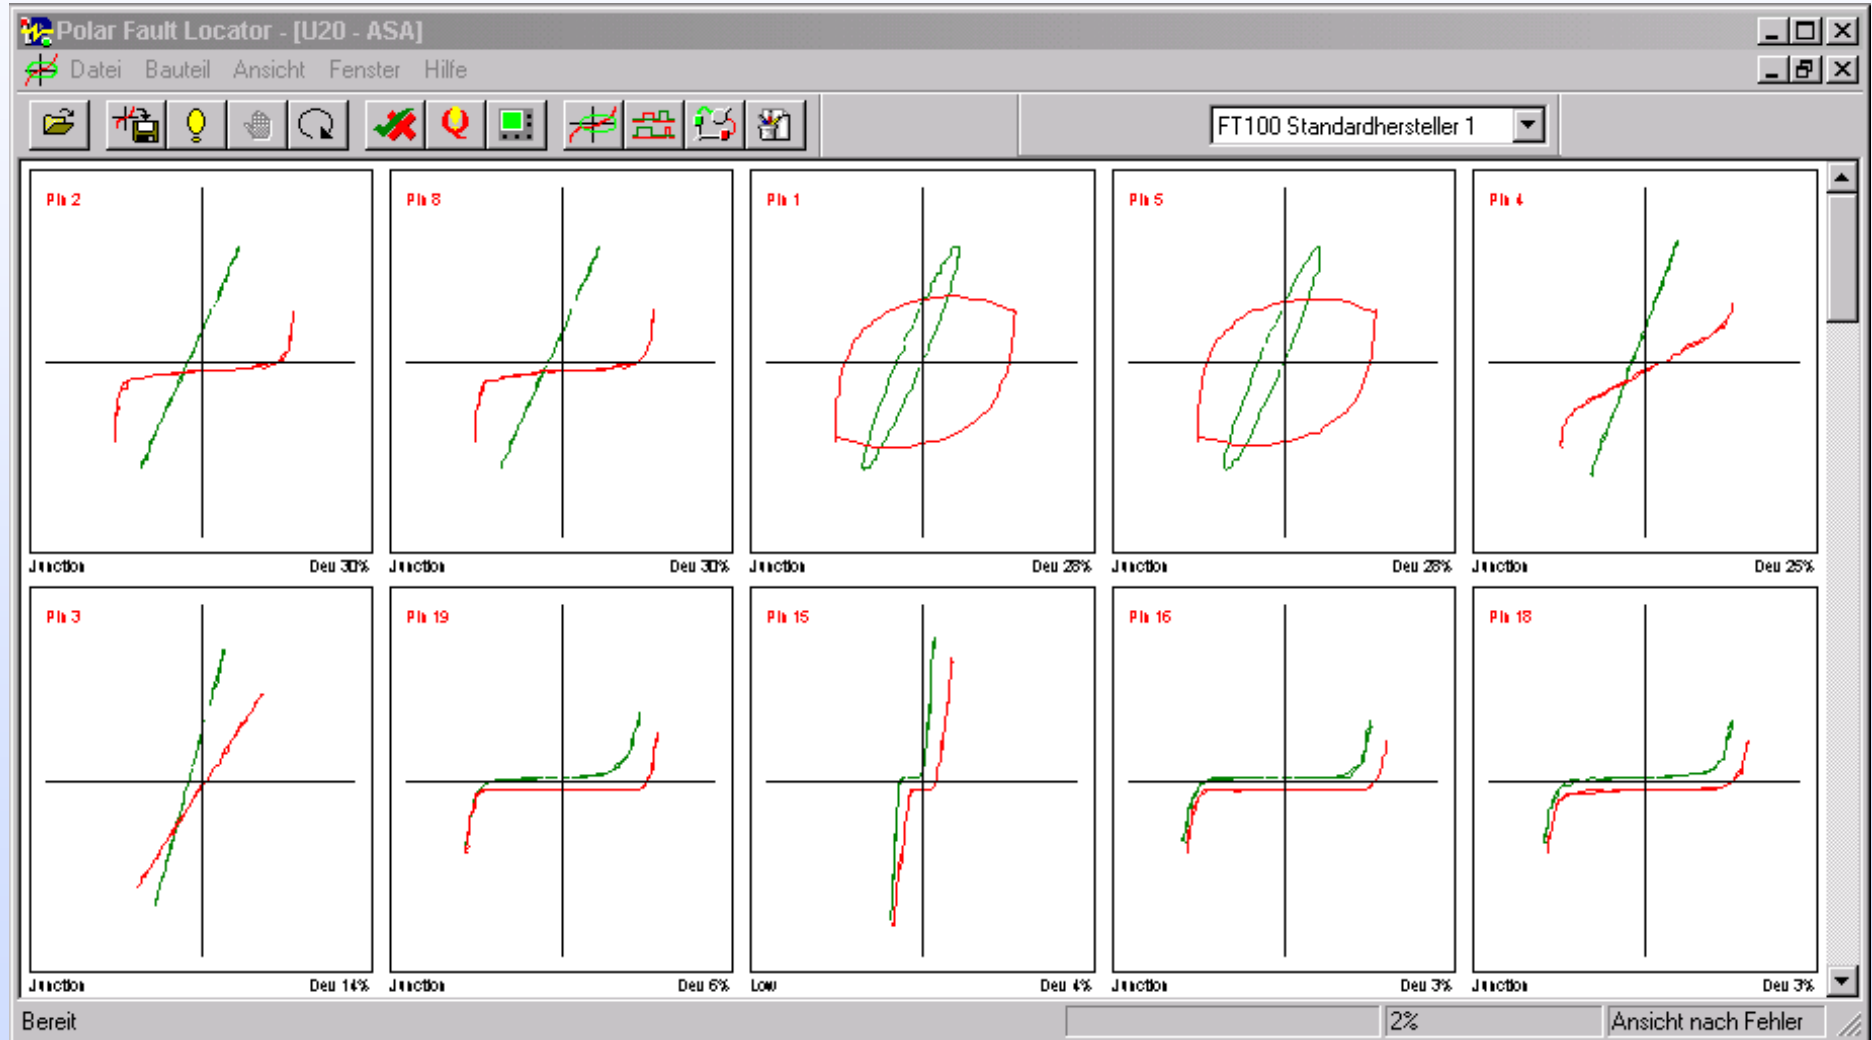 Polar Fault Locator - [U20 - ASA]
Datei Bauteil Ansicht Fenster Hilfe
FT100 Standardhersteller 1
Pin 2
Pin 8
Pin 1
Pin 5
Pin 4
Junction Dev 30%
Junction Dev 30%
Junction Dev 28%
Junction Dev 28%
Junction Dev 25%
Pin 3
Pin 19
Pin 15
Pin 16
Pin 18
Junction Dev 14%
Junction Dev 6%
Low Dev 4%
Junction Dev 3%
Junction Dev 3%
Bereit 2% Ansicht nach Fehler